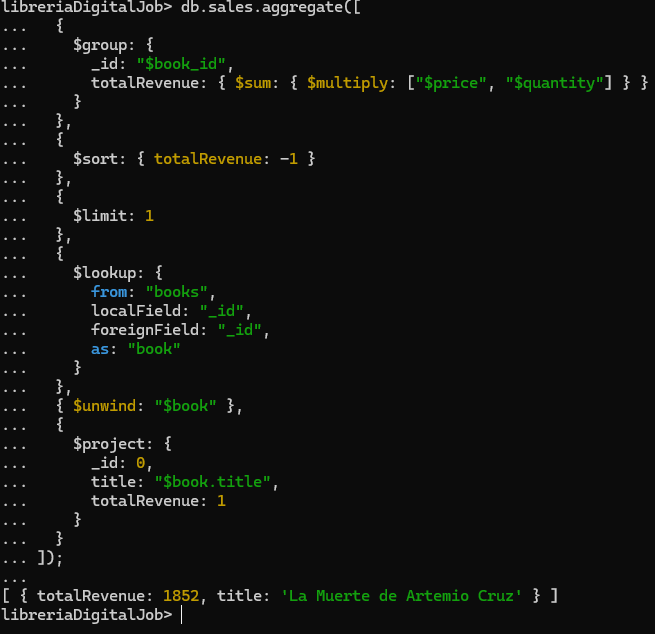 libreriaDigitalJob> db.sales.aggregate([
...   {
...     $group: {
...       _id: "$book_id",
...       totalRevenue: { $sum: { $multiply: ["$price", "$quantity"] } }
...     }
...   },
...   {
...     $sort: { totalRevenue: -1 }
...   },
...   {
...     $limit: 1
...   },
...   {
...     $lookup: {
...       from: "books",
...       localField: "_id",
...       foreignField: "_id",
...       as: "book"
...     }
...   },
...   { $unwind: "$book" },
...   {
...     $project: {
...       _id: 0,
...       title: "$book.title",
...       totalRevenue: 1
...     }
...   }
... ]);
...
[ { totalRevenue: 1852, title: 'La Muerte de Artemio Cruz' } ]
libreriaDigitalJob>